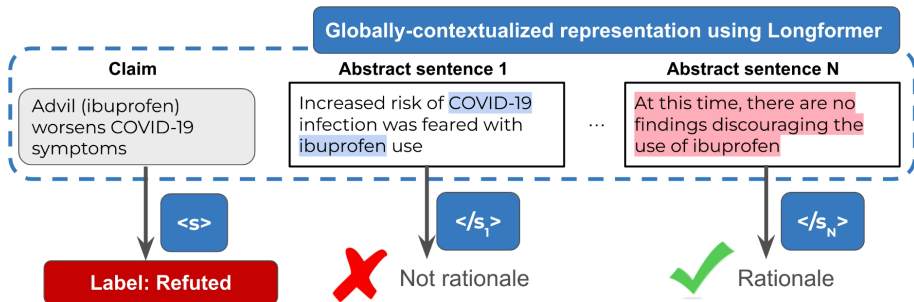 Globally-contextualized representation using Longformer
Claim
Advil (ibuprofen)
worsens COVID-19
symptoms
Abstract sentence 1
Increased risk of COVID-19
infection was feared with
ibuprofen use
...
Abstract sentence N
At this time, there are no
findings discouraging the
use of ibuprofen
<s>
</s₁>
</s_N>
Label: Refuted
Not rationale
Rationale